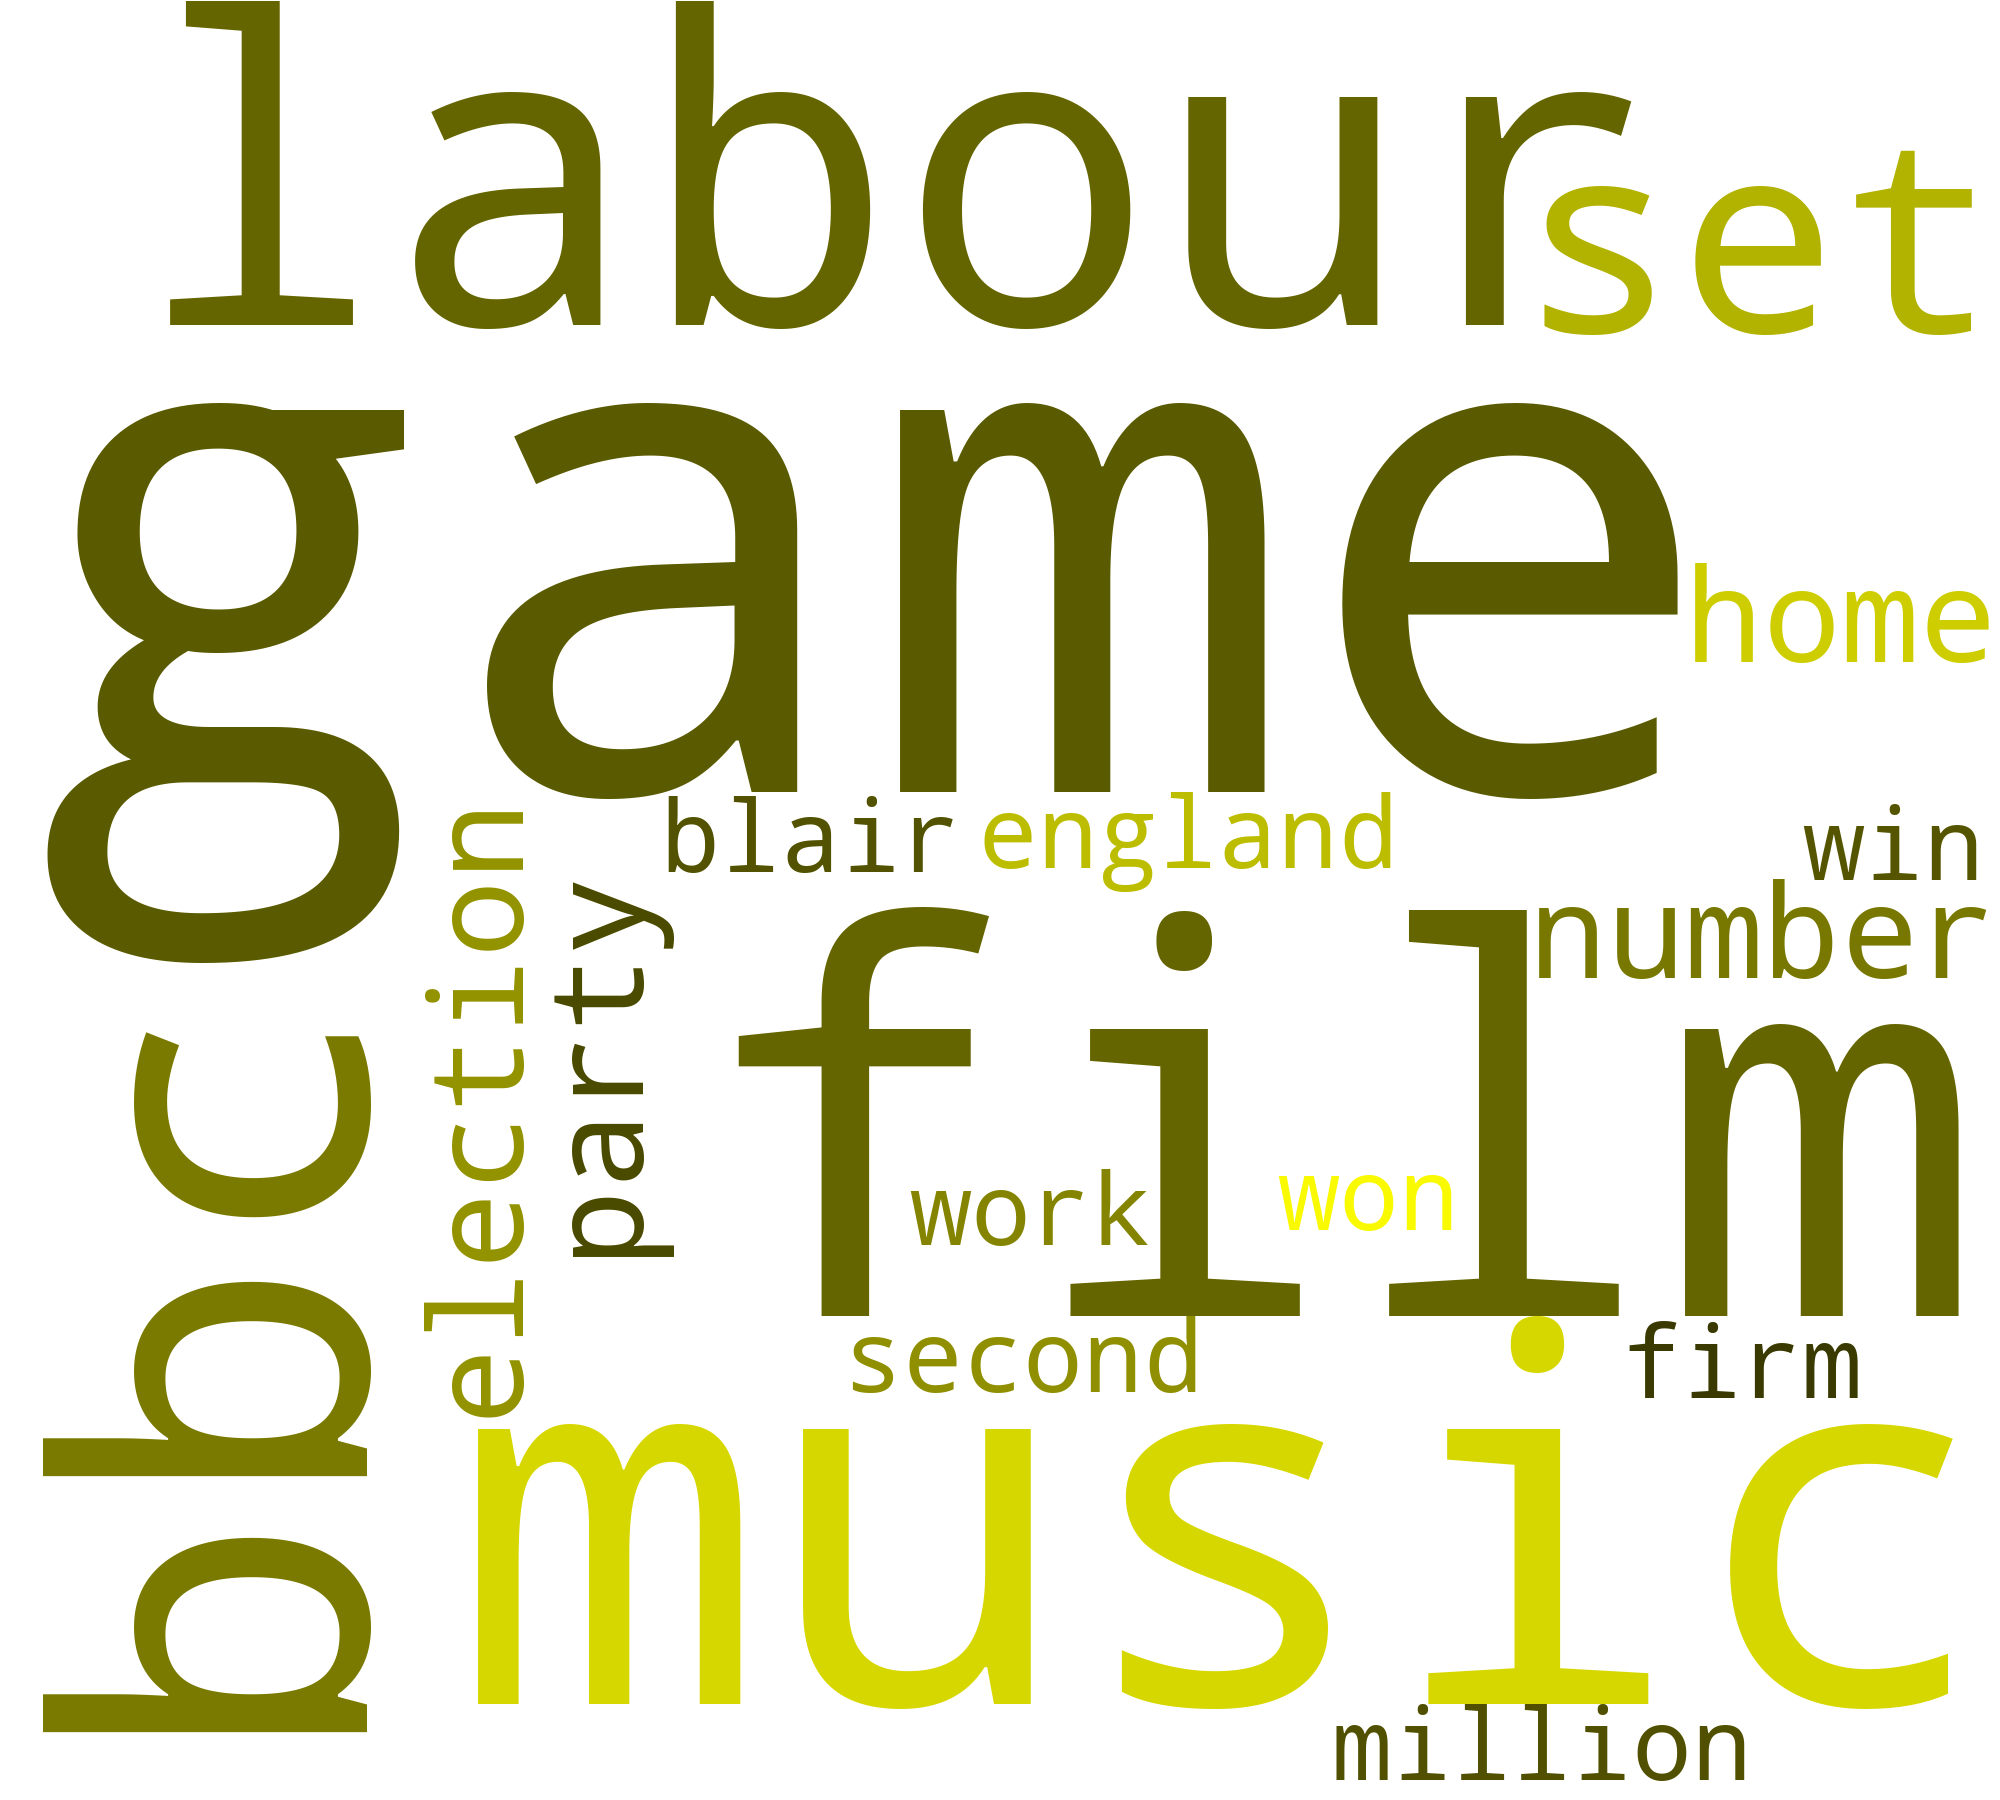 labour
set
game
home
blair
england
win
number
election
party
film
bbc
work
won
second
firm
music
million